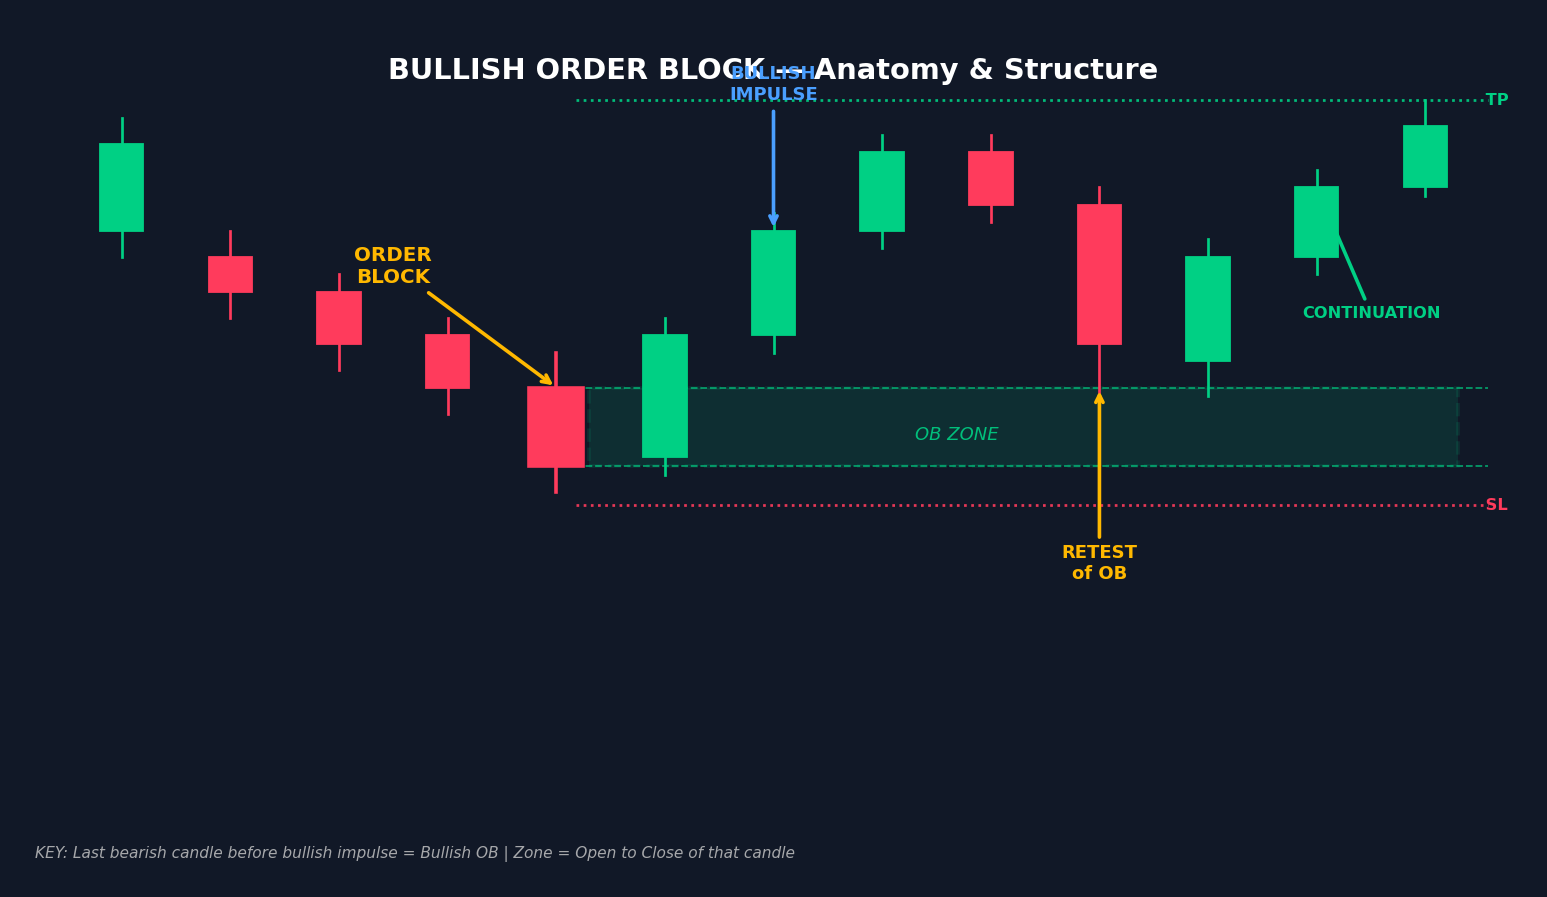 BULLISH ORDER BLOCK — Anatomy & Structure
BULLISH
IMPULSE
TP
ORDER
BLOCK
CONTINUATION
OB ZONE
SL
RETEST
of OB
KEY: Last bearish candle before bullish impulse = Bullish OB | Zone = Open to Close of that candle